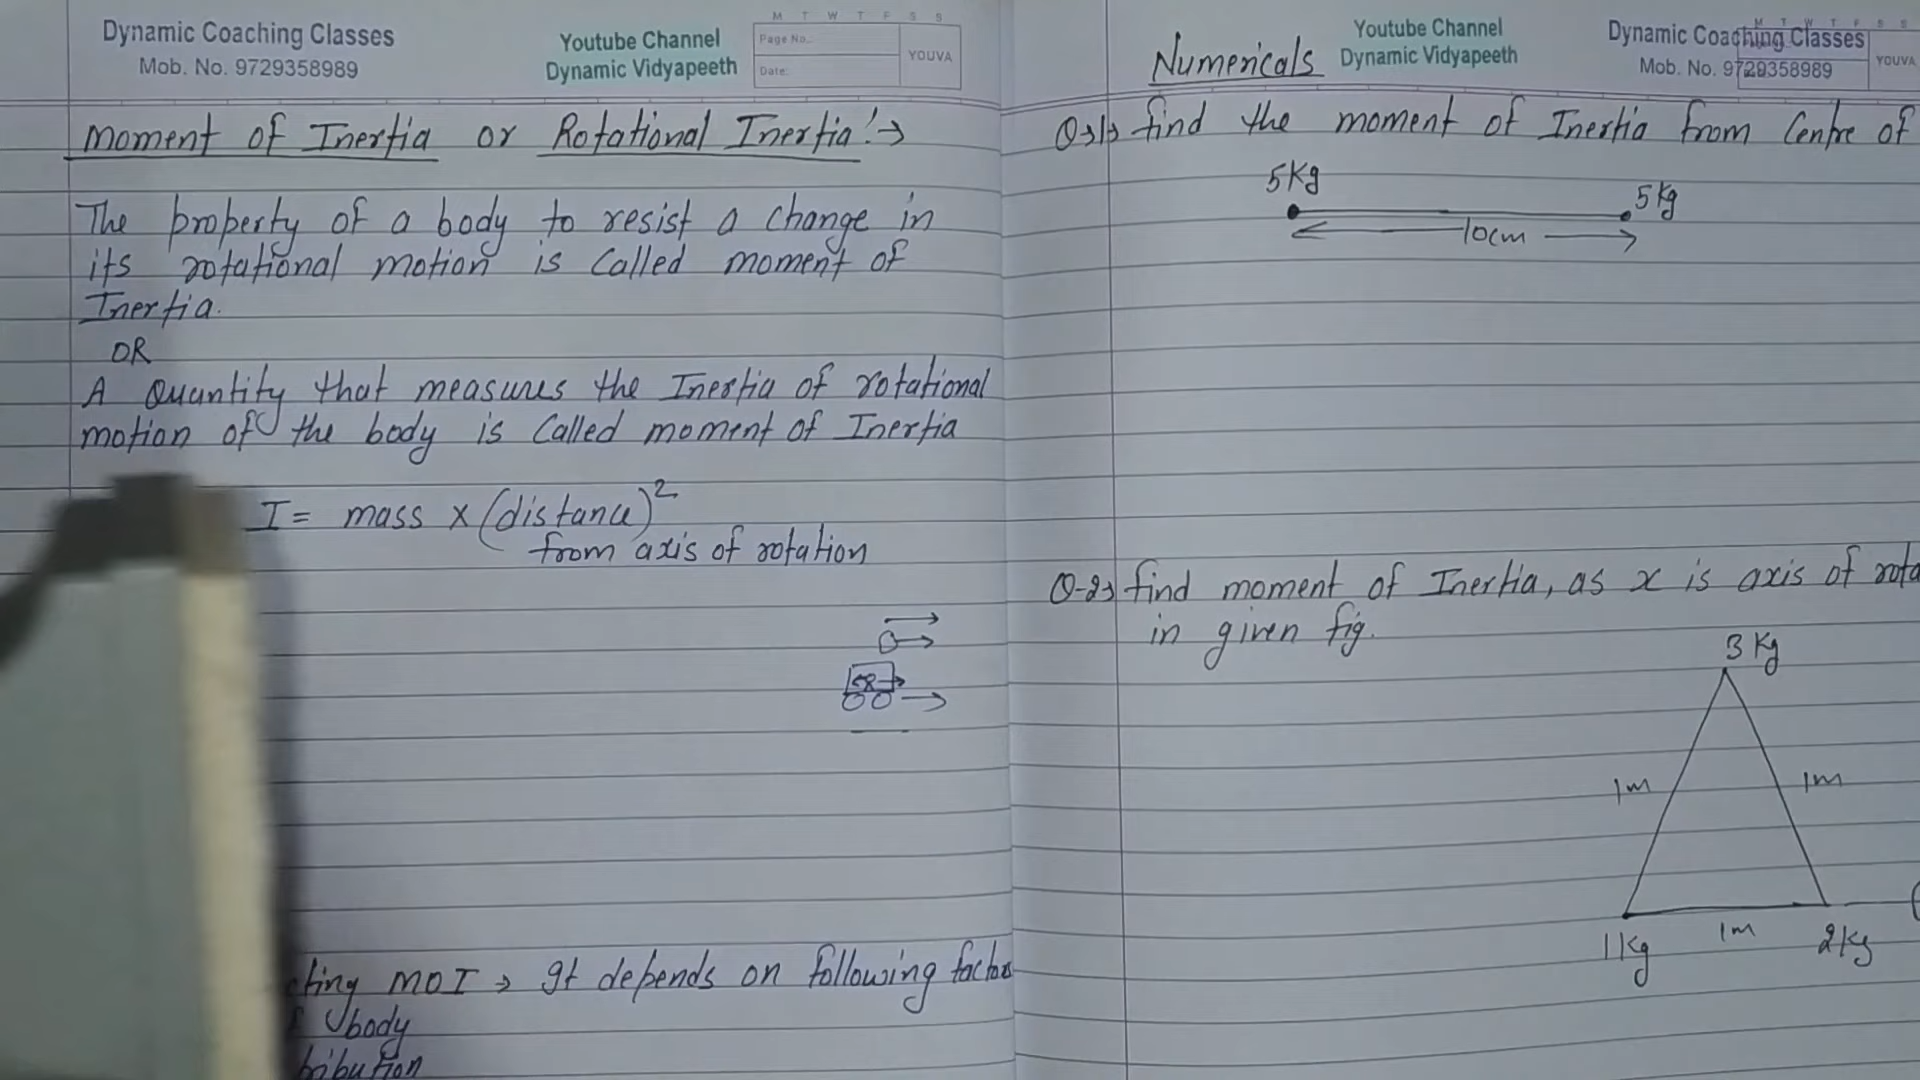 Dynamic Coaching Classes
Mob. No. 9729358989
Youtube Channel
Dynamic Vidyapeeth
M T W T F S S
Page No.:
Date:
YOUVA
Moment of Inertia or Rotational Inertia:→
The property of a body to resist a change in
its rotational motion is called moment of
Inertia.
OR
A Quantity that measures the Inertia of rotational
motion of the body is called moment of Inertia
I = mass x (distance)²
from axis of rotation
cting MOI → It depends on following factors
body
tribution
Numericals
Youtube Channel
Dynamic Vidyapeeth
Dynamic Coaching Classes
Mob. No. 9729358989
M T W T F S S
YOUVA
Q→1) find the moment of Inertia from Centre of
5Kg
5Kg
10cm
Q-2) find moment of Inertia, as x is axis of rota
in given fig.
3 Kg
1m
1m
1Kg
1m
2Kg